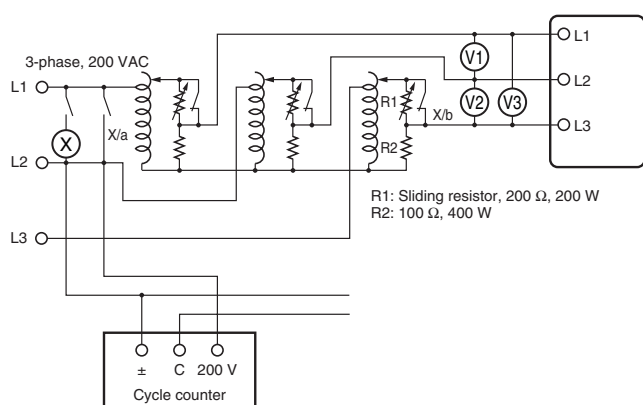 3-phase, 200 VAC
L1
L2
L3
X
X/a
R1
R2
X/b
V1
V2
V3
L1
L2
L3
R1: Sliding resistor, 200 Ω, 200 W
R2: 100 Ω, 400 W
± C 200 V
Cycle counter